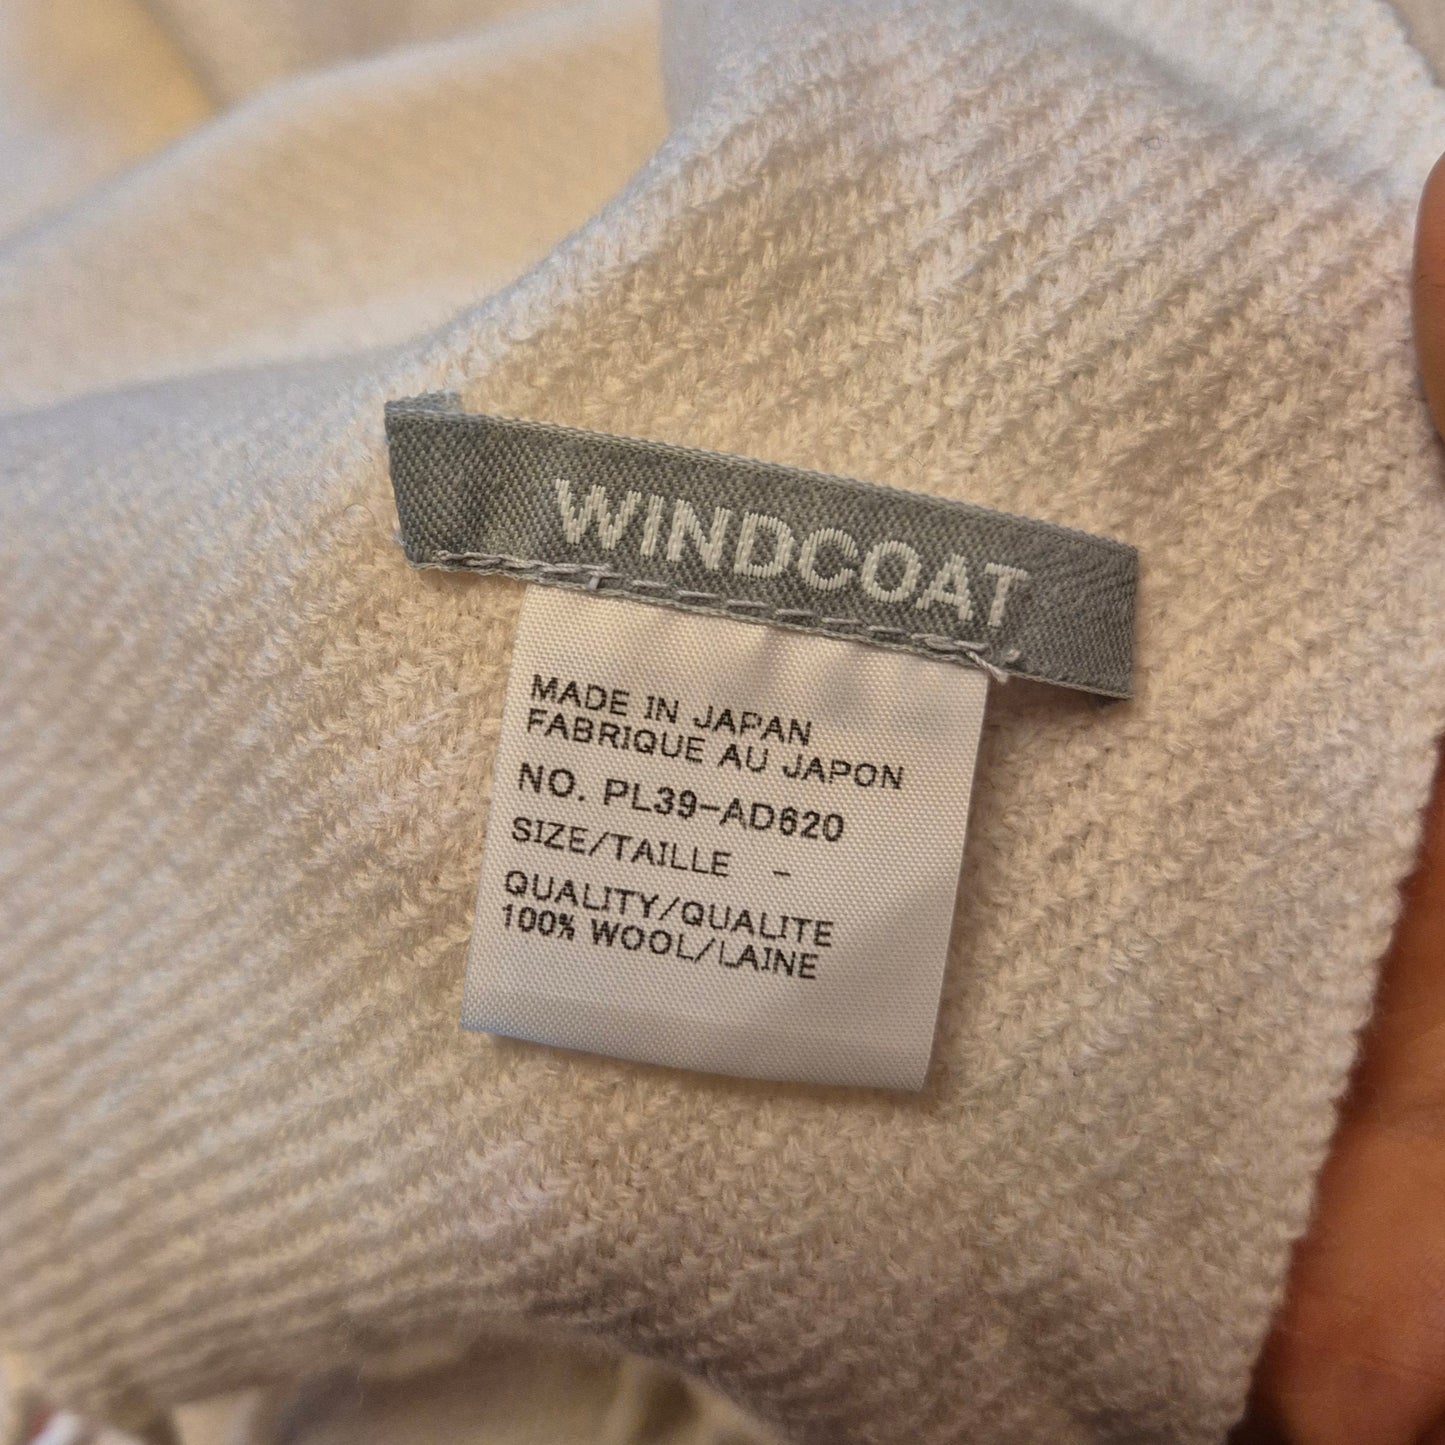 WINDCOAT
MADE IN JAPAN
FABRIQUE AU JAPON
NO. PL39-AD620
SIZE/TAILLE -
QUALITY/QUALITE
100% WOOL/LAINE